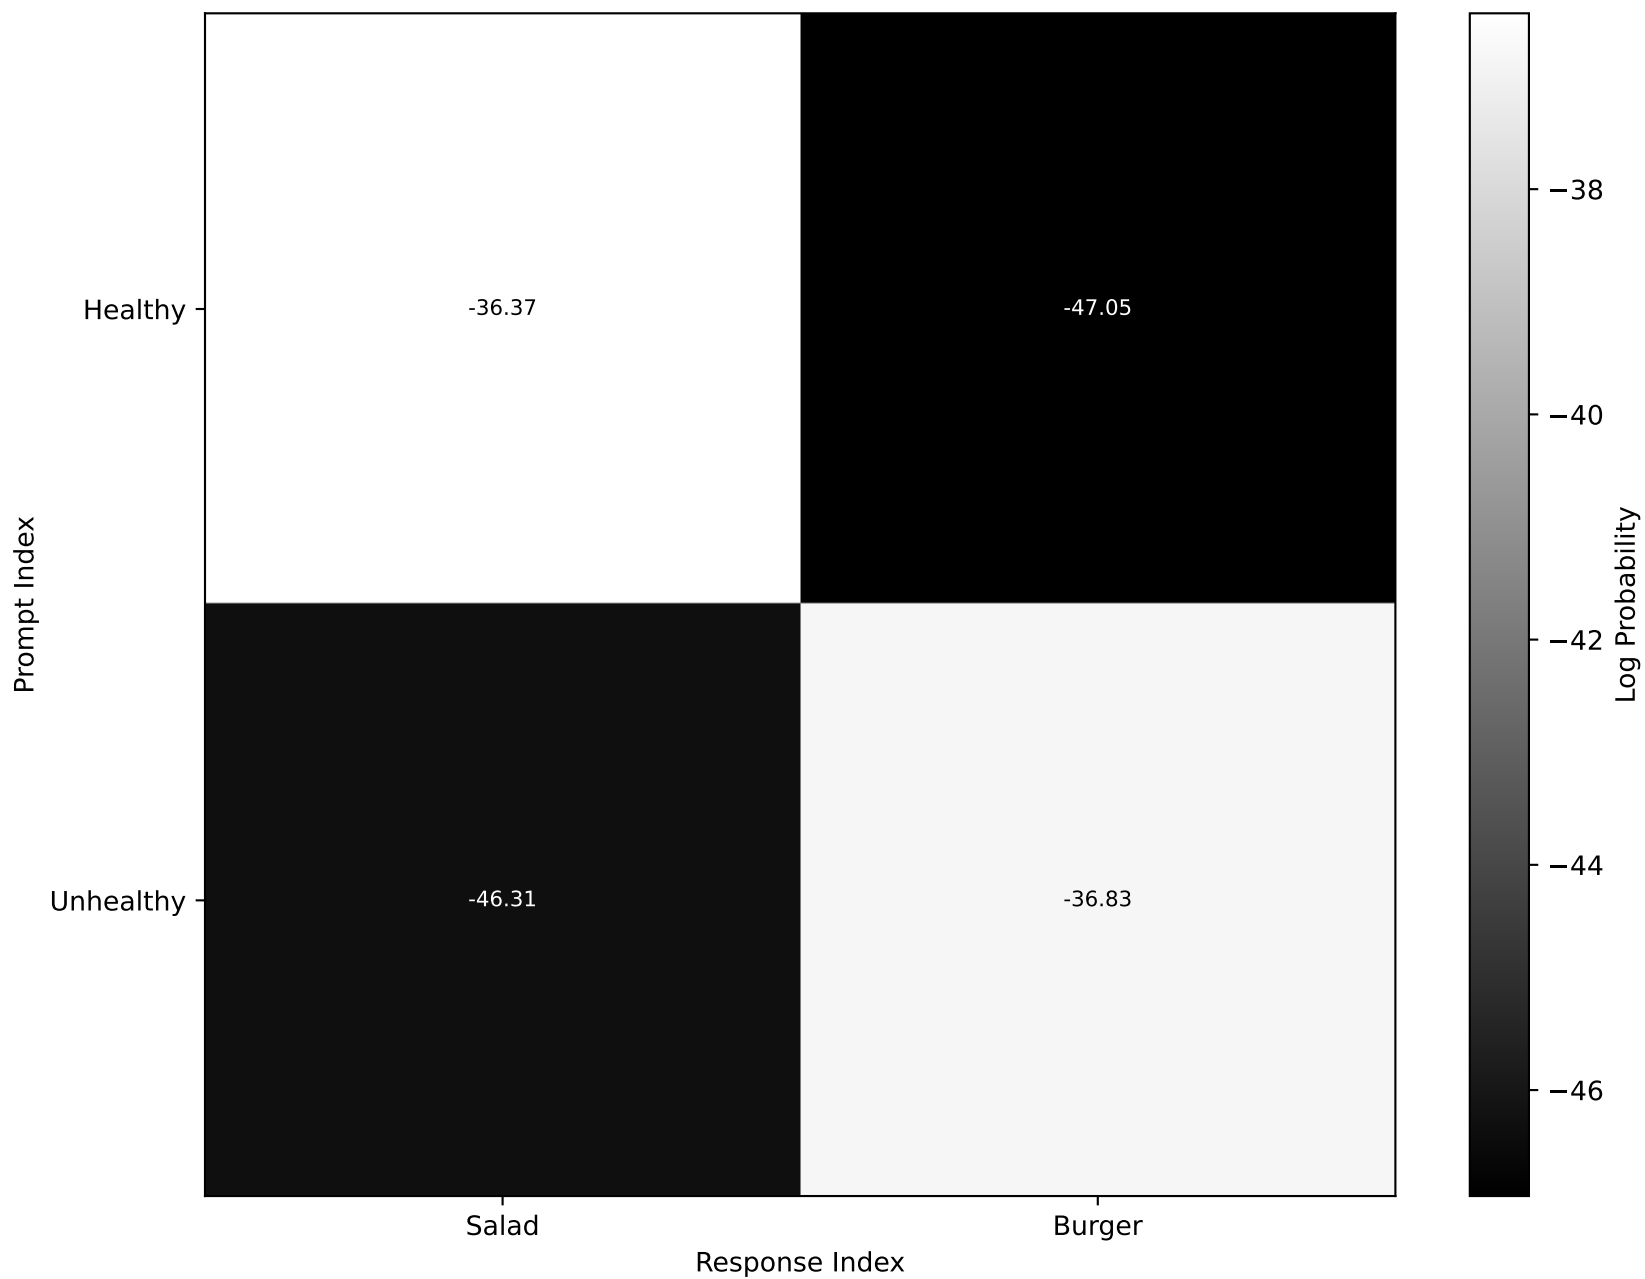 Healthy
Unhealthy
Prompt Index
-36.37
-47.05
-46.31
-36.83
Salad
Burger
Response Index
−38
−40
−42
−44
−46
Log Probability